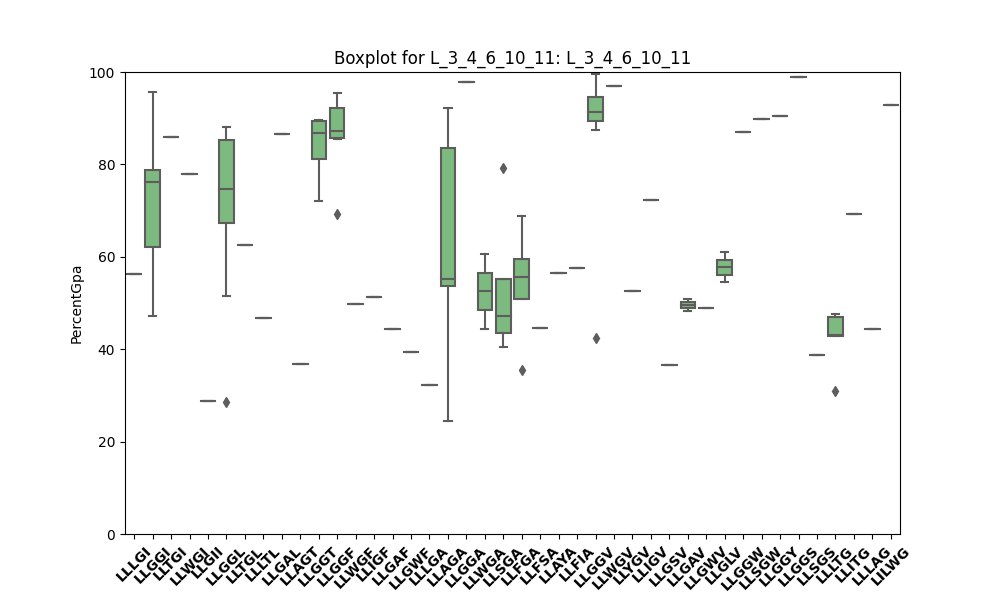 Boxplot for L_3_4_6_10_11: L_3_4_6_10_11
PercentGpa
100
80
60
40
20
0
LLLGI LLGGI LLTGI LLWGI LLGII LLGGL LLTGL LLLTL LLGAL LLAGT LLGGT LLGGF LLWGF LLIGF LLGAF LLGWF LLLGA LLAGA LLGGA LLWGA LLSGA LLFGA LLFSA LLAYA LLFIA LLGGV LLWGV LLYGV LLIGV LLGSV LLGAV LLGWV LLGLV LLGGW LLSGW LLGGY LLGGS LLSGS LLLTG LLITG LLLAG LILWG